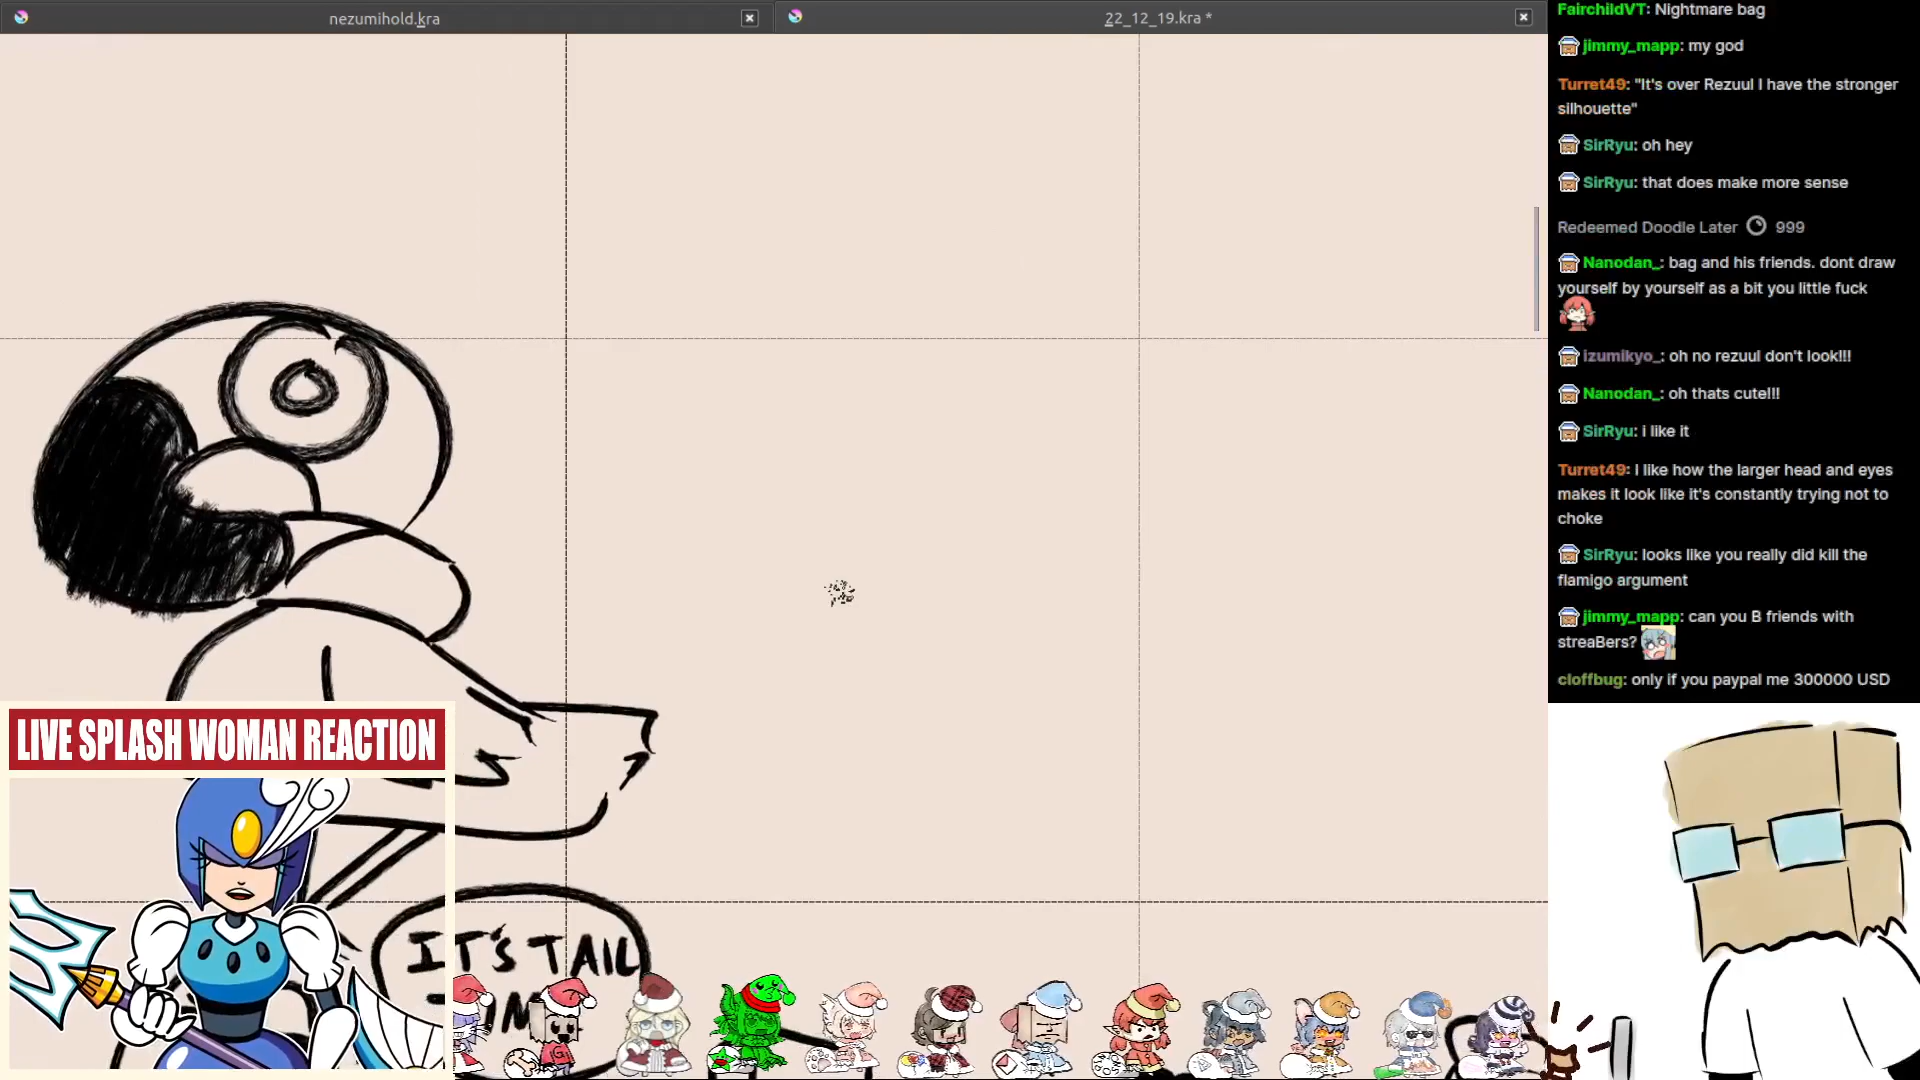 nezumihold.kra
22_12_19.kra *
FairchildVT: Nightmare bag
jimmy_mapp: my god
Turret49: "It's over Rezuul I have the stronger
silhouette"
SirRyu: oh hey
SirRyu: that does make more sense
Redeemed Doodle Later 999
Nanodan_: bag and his friends. dont draw
yourself by yourself as a bit you little fuck
izumikyo_: oh no rezuul don't look!!!
Nanodan_: oh thats cute!!!
SirRyu: i like it
Turret49: I like how the larger head and eyes
makes it look like it's constantly trying not to
choke
SirRyu: looks like you really did kill the
flamigo argument
jimmy_mapp: can you B friends with
streaBers?
cloffbug: only if you paypal me 300000 USD
LIVE SPLASH WOMAN REACTION
IT'S TAIL